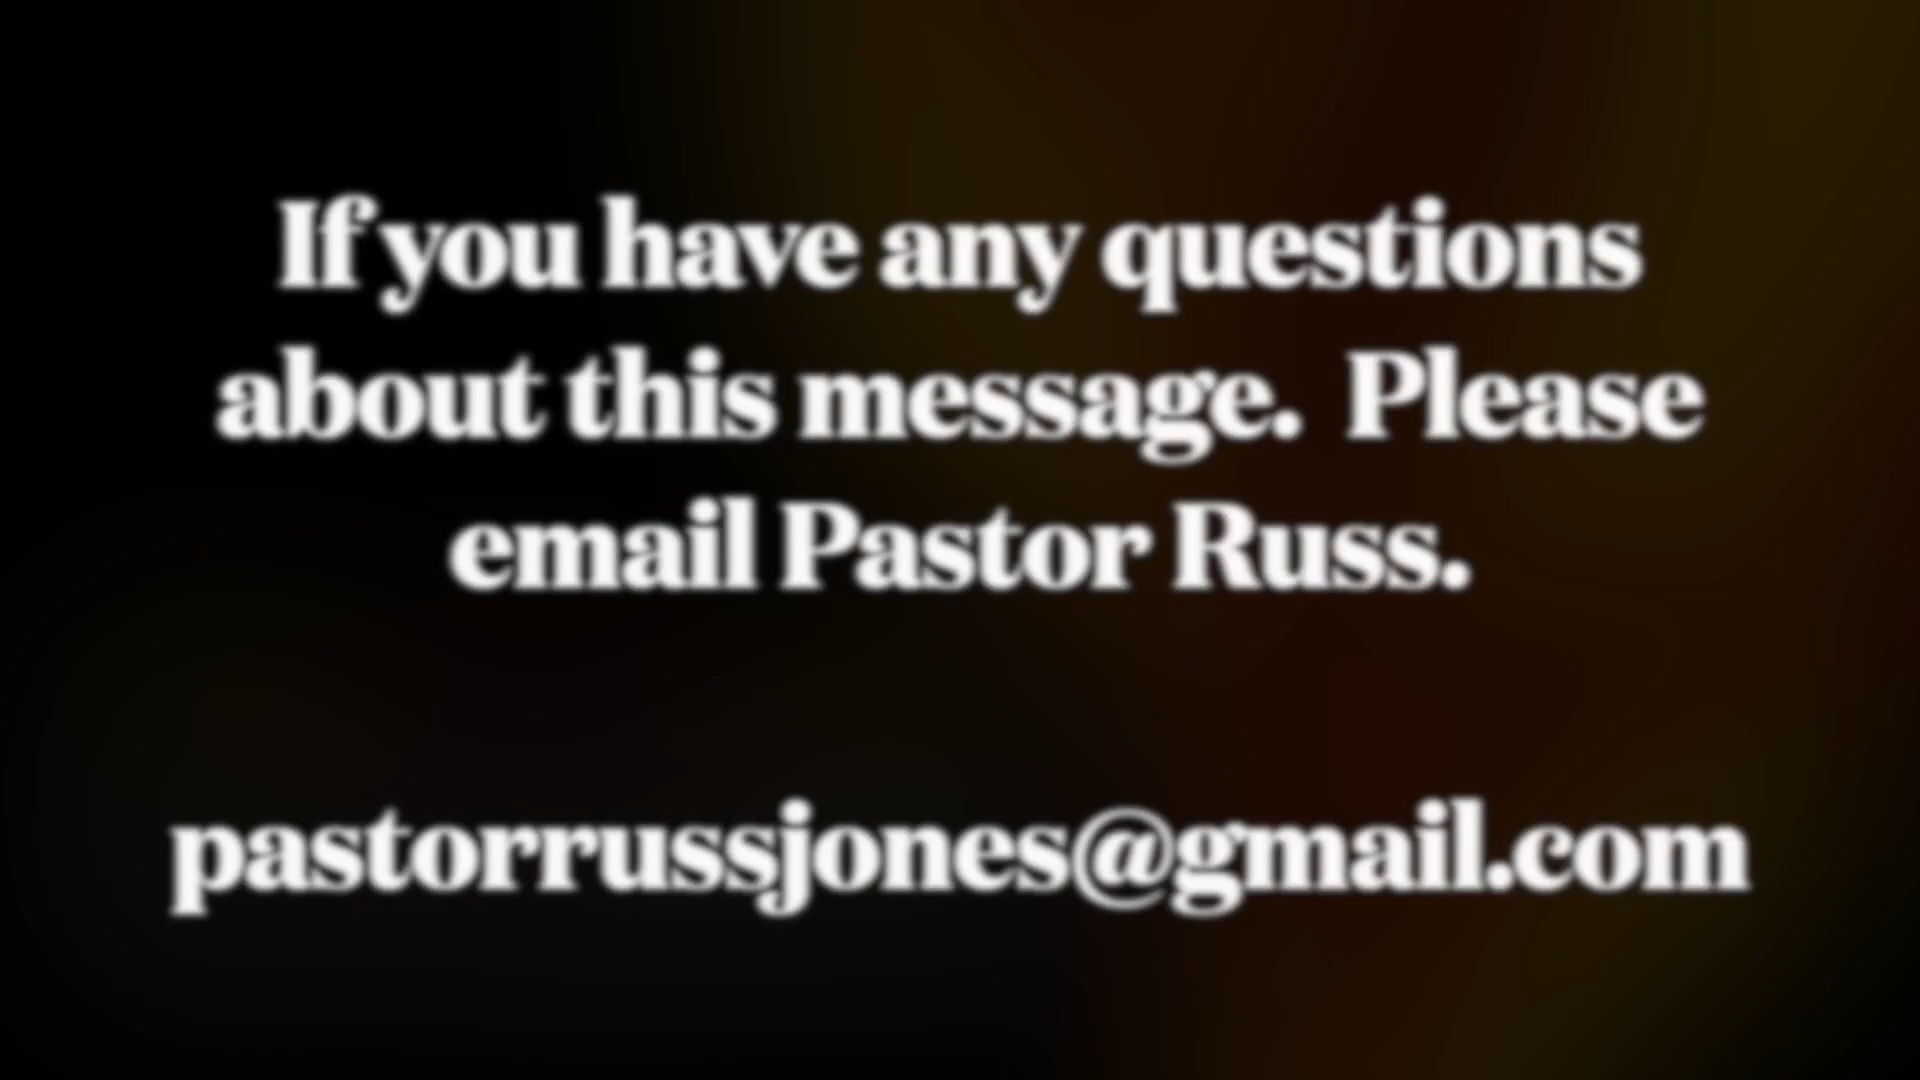 If you have any questions
about this message.  Please
email Pastor Russ.
pastorrussjones@gmail.com